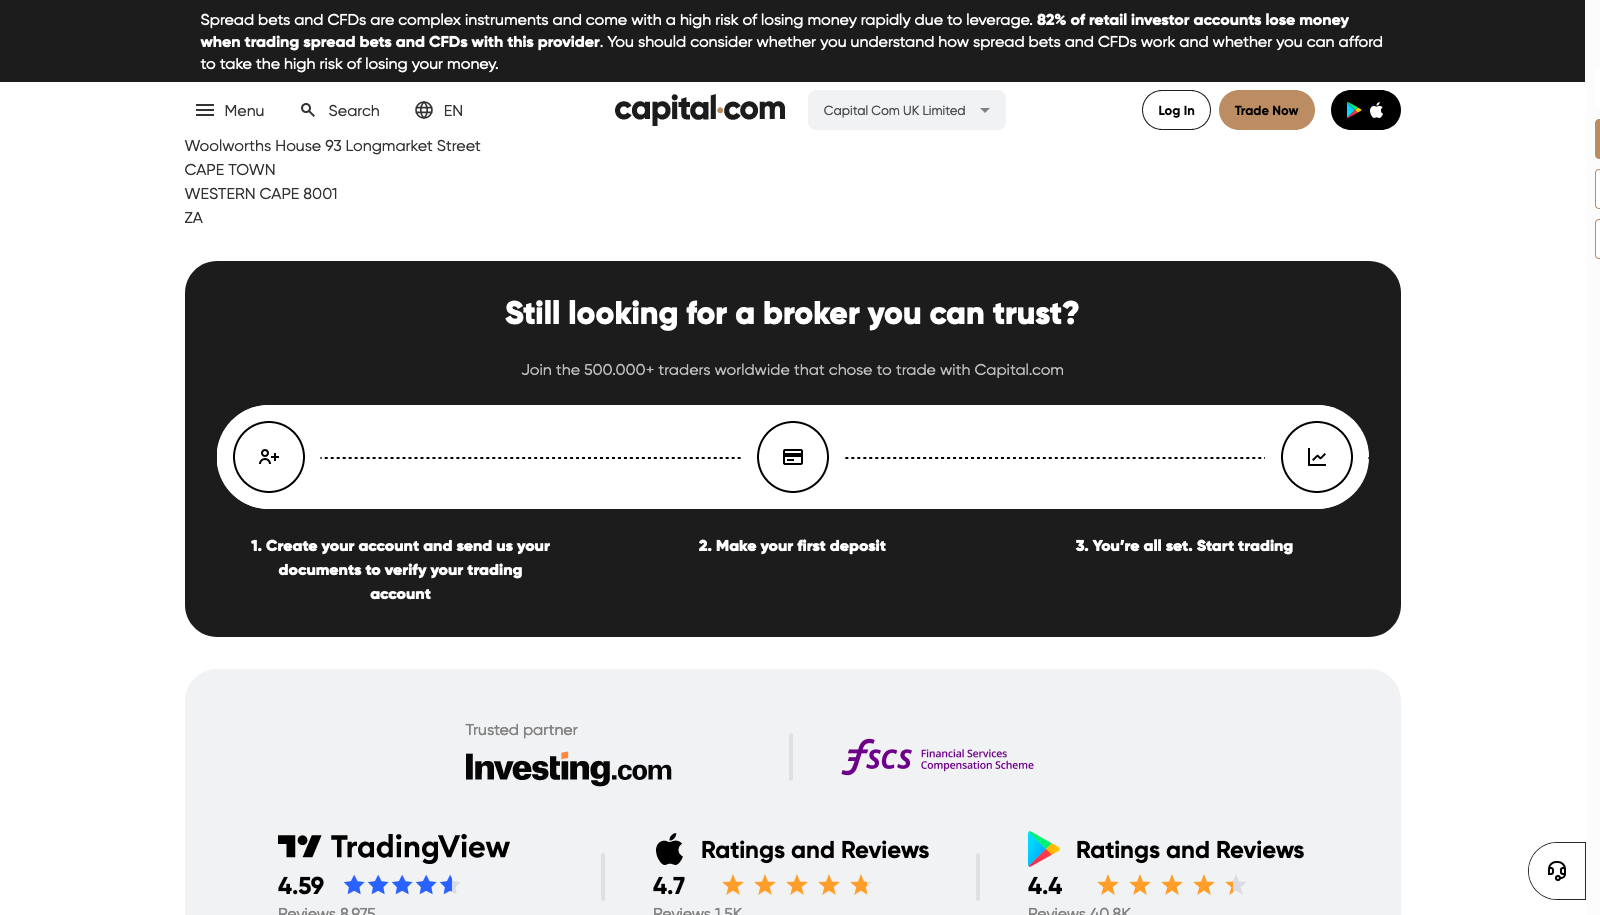 Spread bets and CFDs are complex instruments and come with a high risk of losing money rapidly due to leverage. 82% of retail investor accounts lose money
when trading spread bets and CFDs with this provider. You should consider whether you understand how spread bets and CFDs work and whether you can afford
to take the high risk of losing your money.
Menu Search EN capital.com Capital Com UK Limited Log In Trade Now
Woolworths House 93 Longmarket Street
CAPE TOWN
WESTERN CAPE 8001
ZA
Still looking for a broker you can trust?
Join the 500.000+ traders worldwide that chose to trade with Capital.com
1. Create your account and send us your
documents to verify your trading
account
2. Make your first deposit
3. You're all set. Start trading
Trusted partner
Investing.com
fscs Financial Services
Compensation Scheme
TradingView
4.59
Reviews 8,975
Ratings and Reviews
4.7
Reviews 1.5K
Ratings and Reviews
4.4
Reviews 40.8K